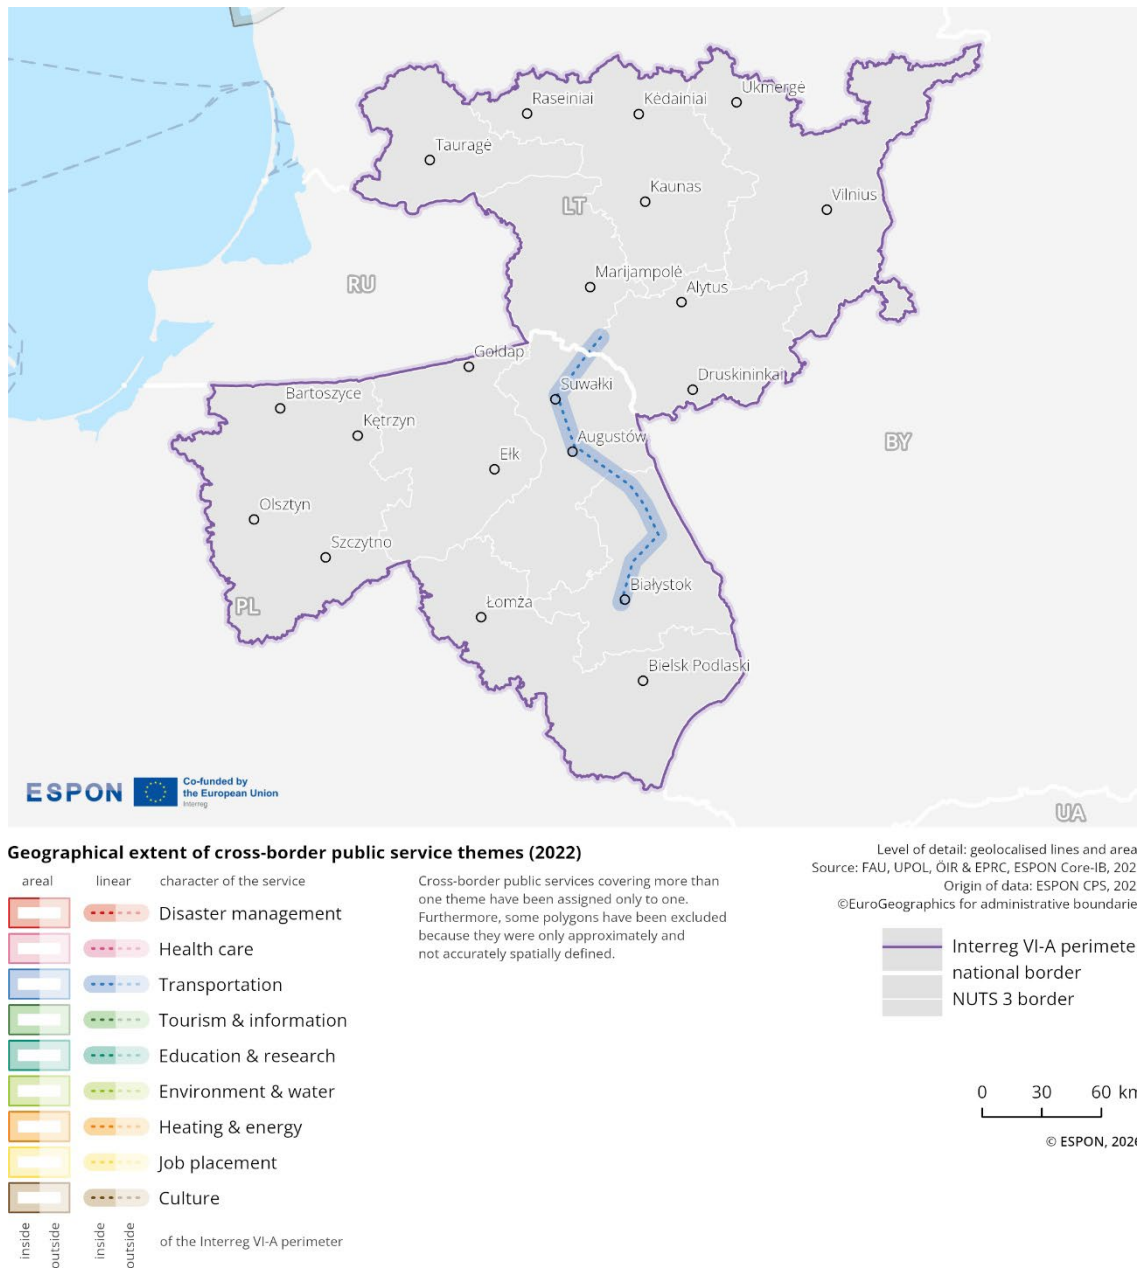 Raseiniai
Kėdainiai
Ukmergė
Tauragė
Kaunas
LT
Vilnius
RU
Marijampolė
Alytus
Gołdap
Suwałki
Druskininkai
Bartoszyce
Kętrzyn
Augustów
BY
Ełk
Olsztyn
Szczytno
Białystok
PL
Łomża
Bielsk Podlaski
ESPON
Co-funded by
the European Union
Interreg
UA
Geographical extent of cross-border public service themes (2022)
areal linear character of the service
Disaster management
Health care
Transportation
Tourism & information
Education & research
Environment & water
Heating & energy
Job placement
Culture
inside
outside
inside
outside
of the Interreg VI-A perimeter
Cross-border public services covering more than
one theme have been assigned only to one.
Furthermore, some polygons have been excluded
because they were only approximately and
not accurately spatially defined.
Level of detail: geolocalised lines and area
Source: FAU, UPOL, ÖIR & EPRC, ESPON Core-IB, 202
Origin of data: ESPON CPS, 202
©EuroGeographics for administrative boundarie
Interreg VI-A perimete
national border
NUTS 3 border
0 30 60 km
© ESPON, 2026